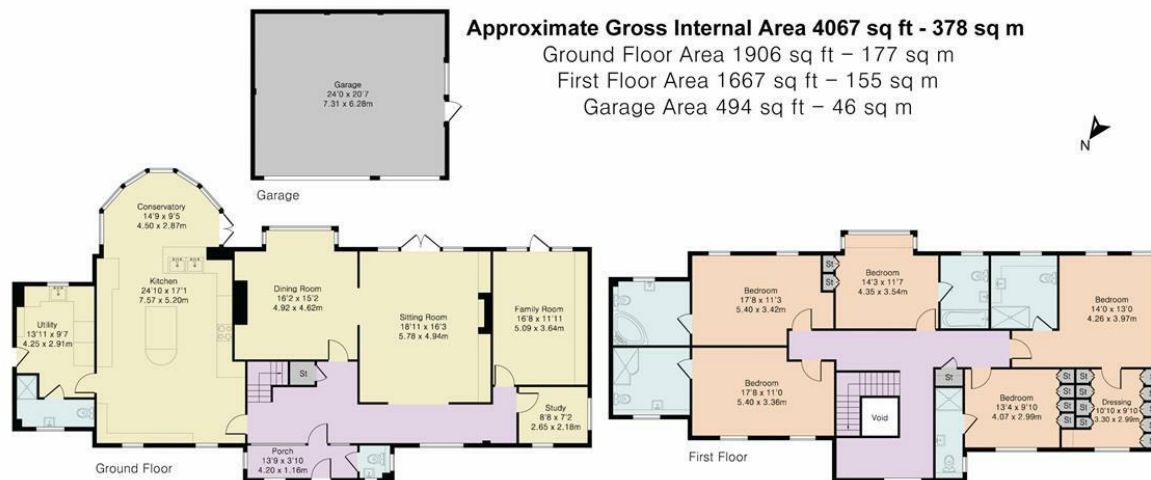 Approximate Gross Internal Area 4067 sq ft - 378 sq m
Ground Floor Area 1906 sq ft – 177 sq m
First Floor Area 1667 sq ft – 155 sq m
Garage Area 494 sq ft – 46 sq m
N
Garage
24'0 x 20'7
7.31 x 6.28m
Garage
Conservatory
14'9 x 9'5
4.50 x 2.87m
Kitchen
24'10 x 17'1
7.57 x 5.20m
Utility
13'11 x 9'7
4.25 x 2.91m
Dining Room
16'2 x 15'2
4.92 x 4.62m
Sitting Room
18'11 x 16'3
5.78 x 4.94m
Family Room
16'8 x 11'11
5.09 x 3.64m
St
Study
8'8 x 7'2
2.65 x 2.18m
Porch
13'9 x 3'10
4.20 x 1.16m
Ground Floor
Bedroom
17'8 x 11'3
5.40 x 3.42m
St
St
Bedroom
14'3 x 11'7
4.35 x 3.54m
Bedroom
14'0 x 13'0
4.26 x 3.97m
Bedroom
17'8 x 11'0
5.40 x 3.36m
Void
St
Bedroom
13'4 x 9'10
4.07 x 2.99m
St
St
St
St
St
St
St
St
Dressing
10'10 x 9'10
3.30 x 2.99m
St
St
St
St
First Floor